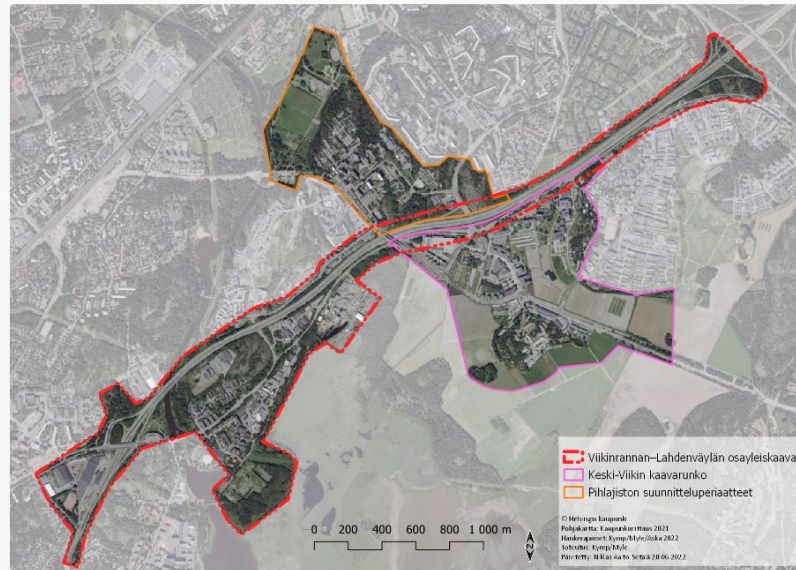 Viikinrannan–Lahdenväylän osayleiskaava
Keski-Viikin kaavarunko
Pihlajiston suunnitteluperiaatteet
© Helsingin kaupunki
Pohjakartta: Kaupunkimittaus 2021
Hankerajaukset: Kymp/Myle/Aska 2022
Toteutus: Kymp/Myle
Päivitetty: Niklas Aalto-Setälä 20.06.2022
0 200 400 600 800 1 000 m